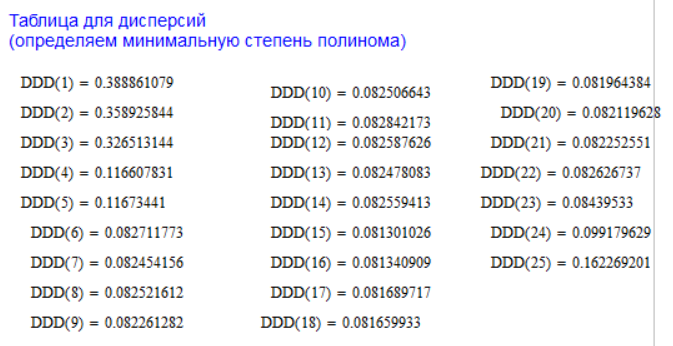 Таблица для дисперсий
(определяем минимальную степень полинома)
DDD(1) = 0.388861079
DDD(2) = 0.358925844
DDD(3) = 0.326513144
DDD(4) = 0.116607831
DDD(5) = 0.11673441
DDD(6) = 0.082711773
DDD(7) = 0.082454156
DDD(8) = 0.082521612
DDD(9) = 0.082261282
DDD(10) = 0.082506643
DDD(11) = 0.082842173
DDD(12) = 0.082587626
DDD(13) = 0.082478083
DDD(14) = 0.082559413
DDD(15) = 0.081301026
DDD(16) = 0.081340909
DDD(17) = 0.081689717
DDD(18) = 0.081659933
DDD(19) = 0.081964384
DDD(20) = 0.082119628
DDD(21) = 0.082252551
DDD(22) = 0.082626737
DDD(23) = 0.08439533
DDD(24) = 0.099179629
DDD(25) = 0.162269201